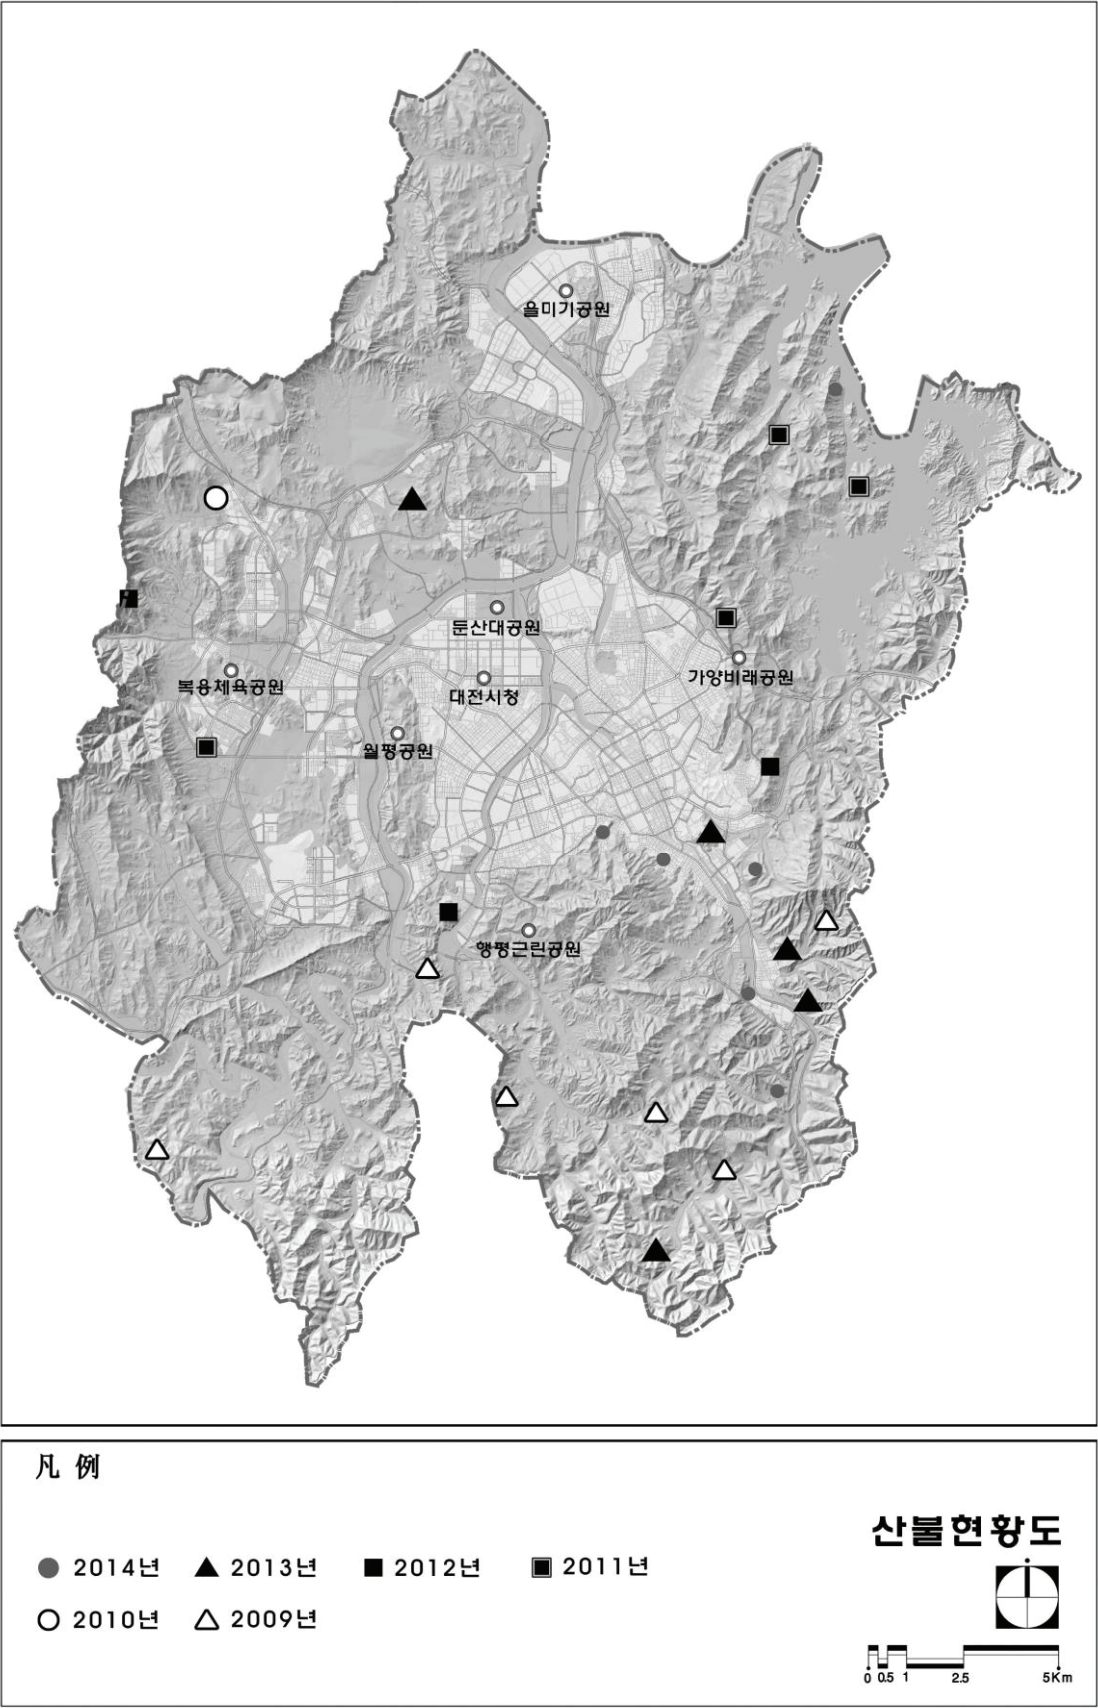 을미기공원
둔산대공원
가양비래공원
복용체육공원
대전시청
월평공원
행평근린공원
凡 例
산불현황도
2014년 2013년 2012년 2011년
2010년 2009년
0 0.5 1 2.5 5Km